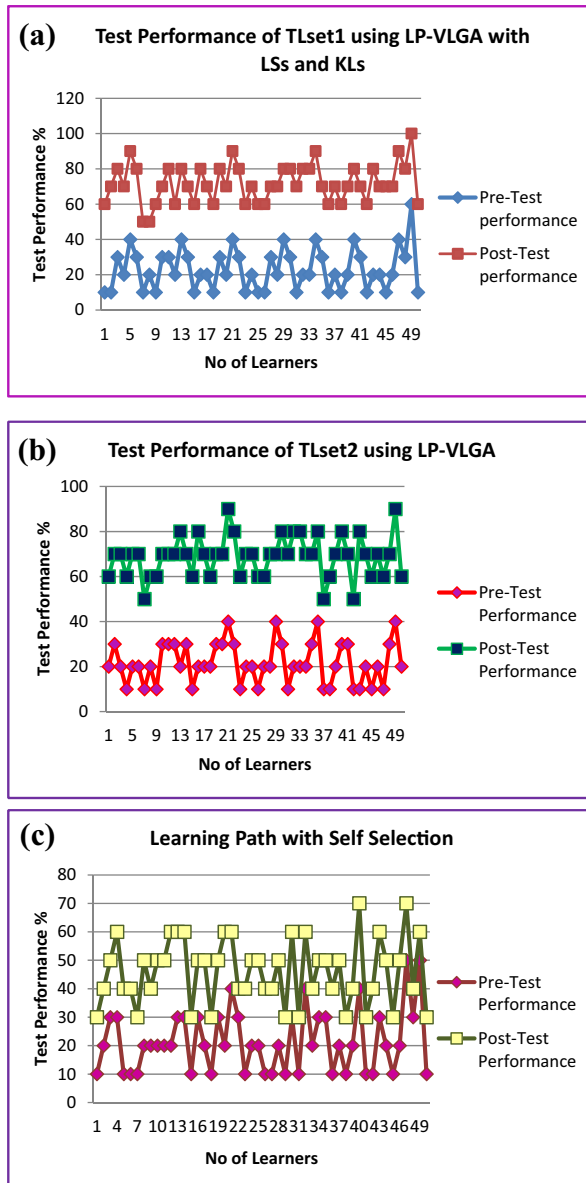 (a)
Test Performance of TLset1 using LP-VLGA with
LSs and KLs
Test Performance %
120
100
80
60
40
20
0
1 5 9 13 17 21 25 29 33 37 41 45 49
No of Learners
Pre-Test
performance
Post-Test
performance
(b)
Test Performance of TLset2 using LP-VLGA
Test Performance %
100
80
60
40
20
0
1 5 9 13 17 21 25 29 33 37 41 45 49
No of Learners
Pre-Test
Performance
Post-Test
Performance
(c)
Learning Path with Self Selection
Test Performance %
80
70
60
50
40
30
20
10
0
1 4 7 10 13 16 19 22 25 28 31 34 37 40 43 46 49
No of Learners
Pre-Test
Performance
Post-Test
Performance